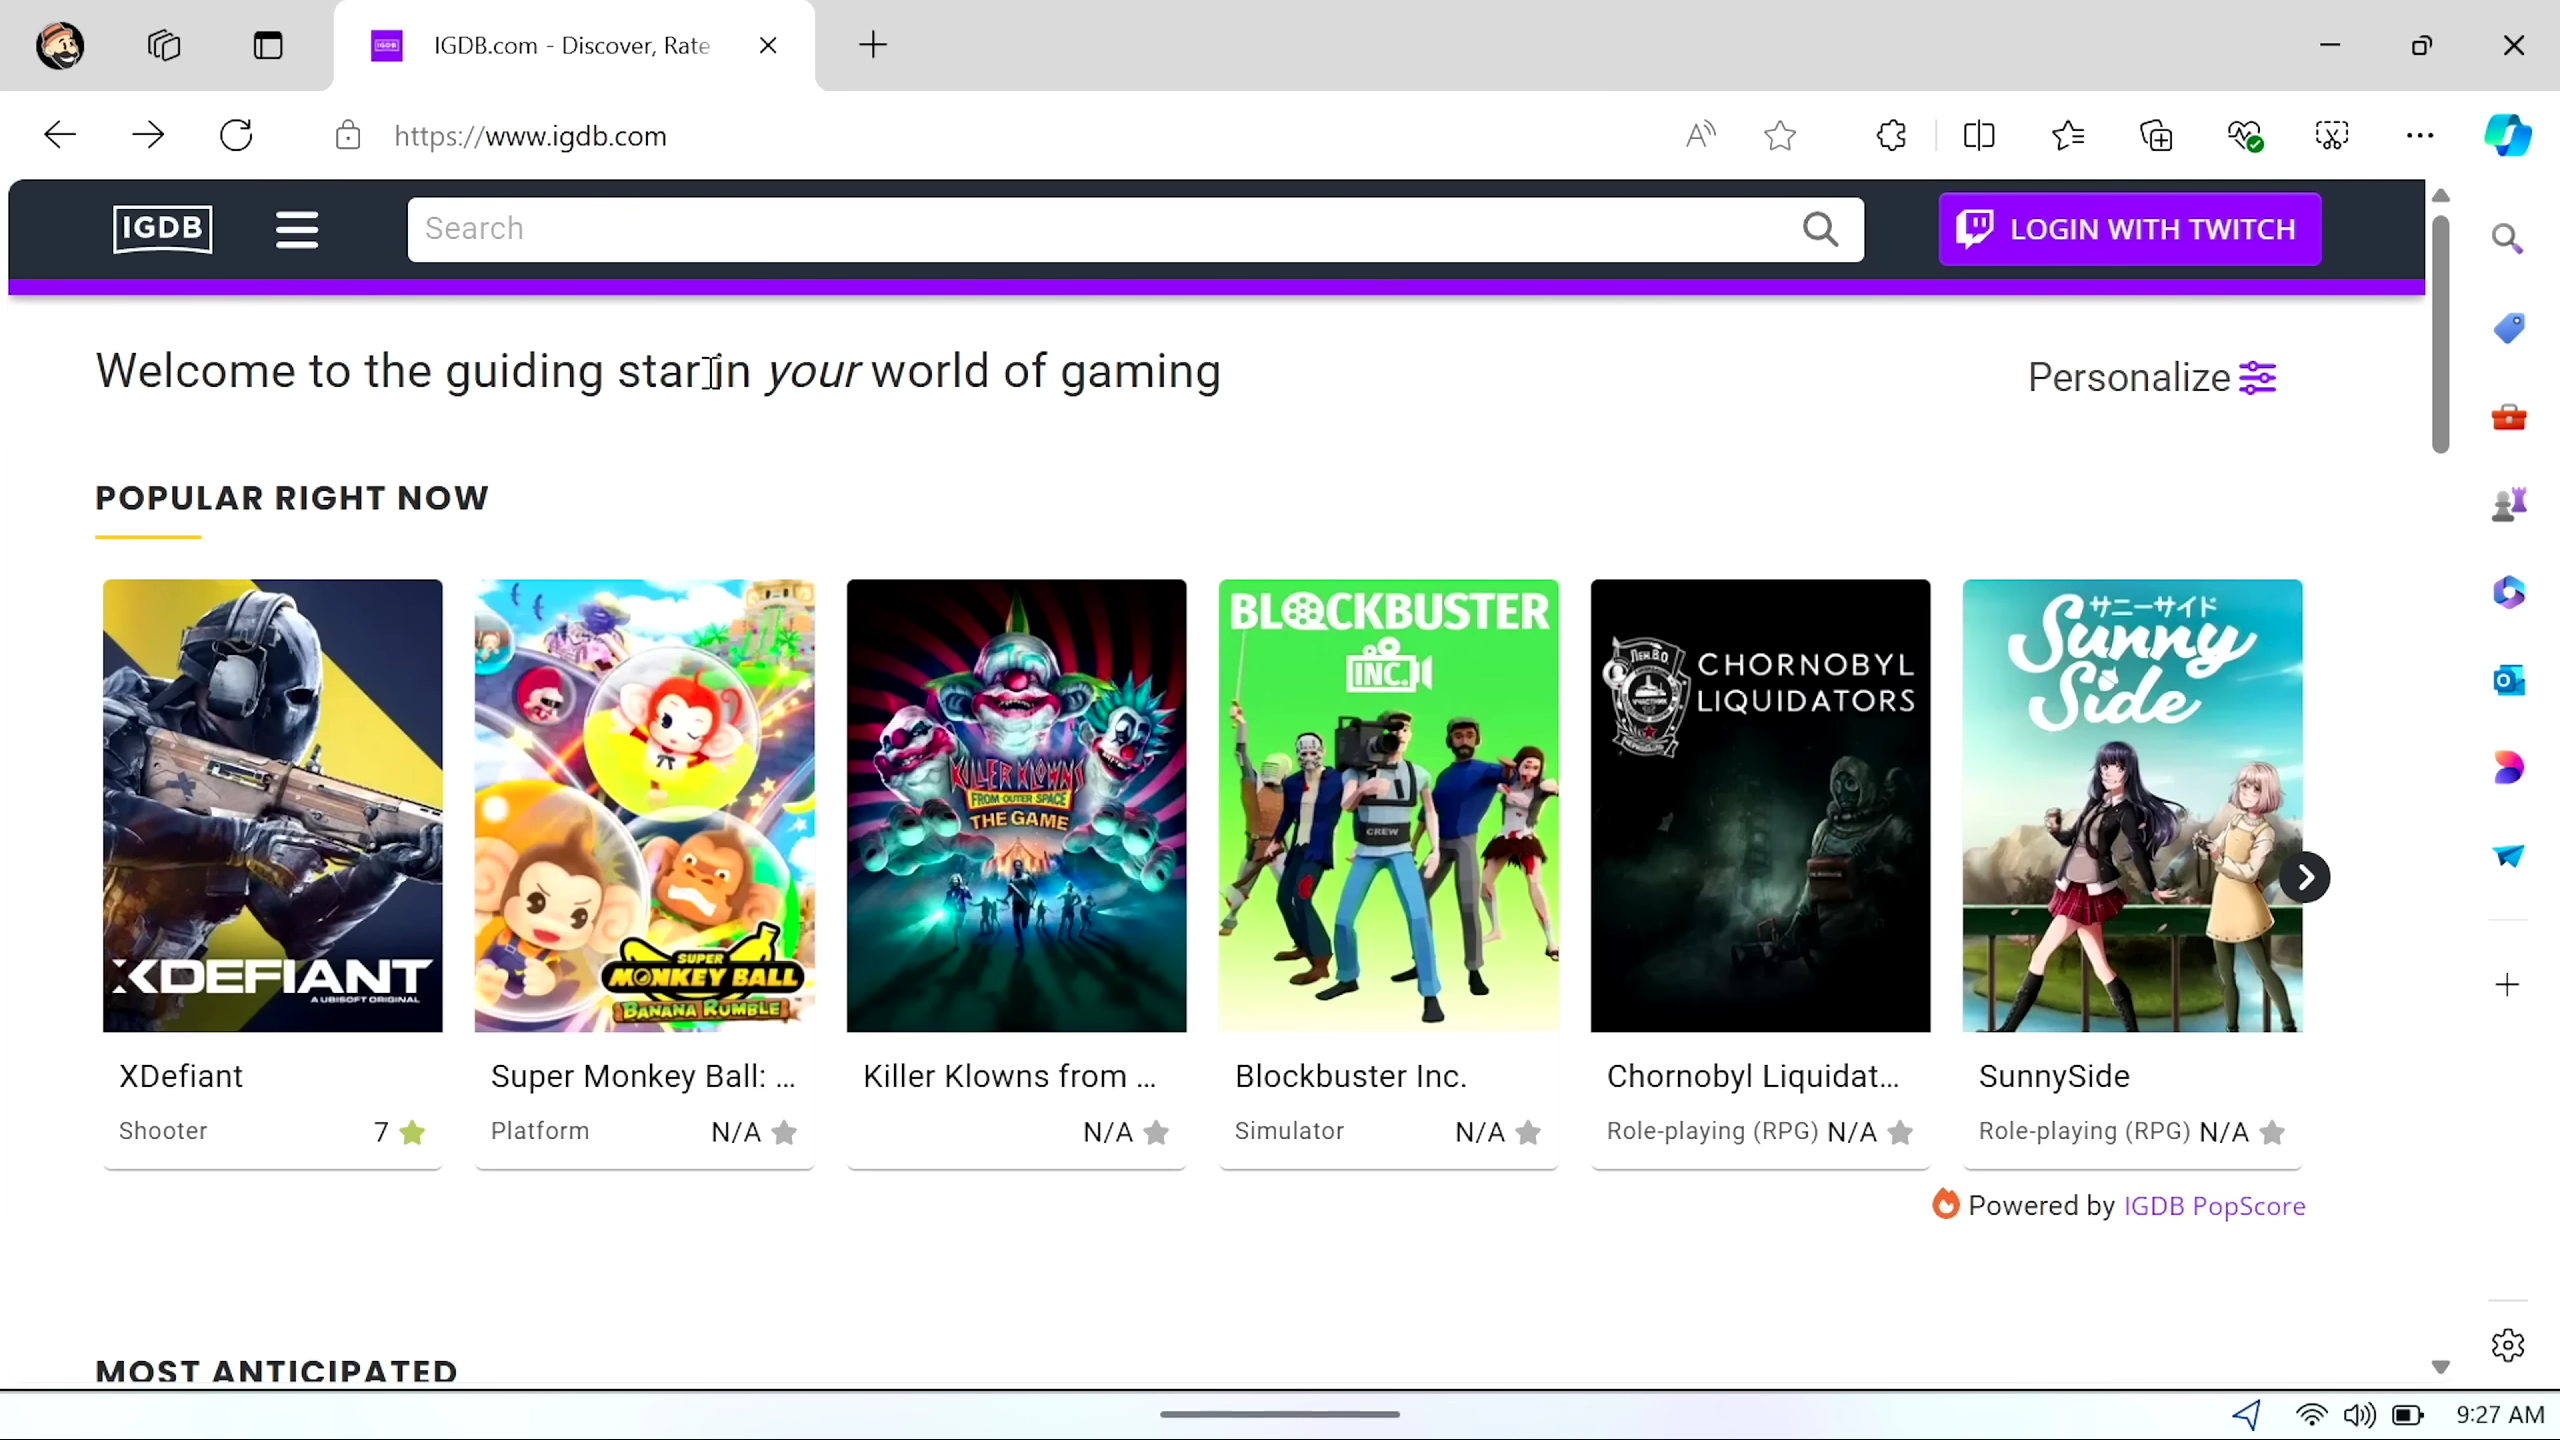 IGDB
IGDB.com - Discover, Rate
https://www.igdb.com
IGDB
Search
LOGIN WITH TWITCH
Welcome to the guiding star in your world of gaming
Personalize
POPULAR RIGHT NOW
XDEFIANT
A UBISOFT ORIGINAL
SUPER
MONKEY BALL
BANANA RUMBLE
KILLER KLOWNS
FROM OUTER SPACE
THE GAME
BLOCKBUSTER
INC.
CREW
CHORNOBYL
LIQUIDATORS
サニーサイド
Sunny
Side
XDefiant
Shooter 7
Super Monkey Ball: ...
Platform N/A
Killer Klowns from ...
N/A
Blockbuster Inc.
Simulator N/A
Chornobyl Liquidat...
Role-playing (RPG) N/A
SunnySide
Role-playing (RPG) N/A
Powered by IGDB PopScore
MOST ANTICIPATED
9:27 AM